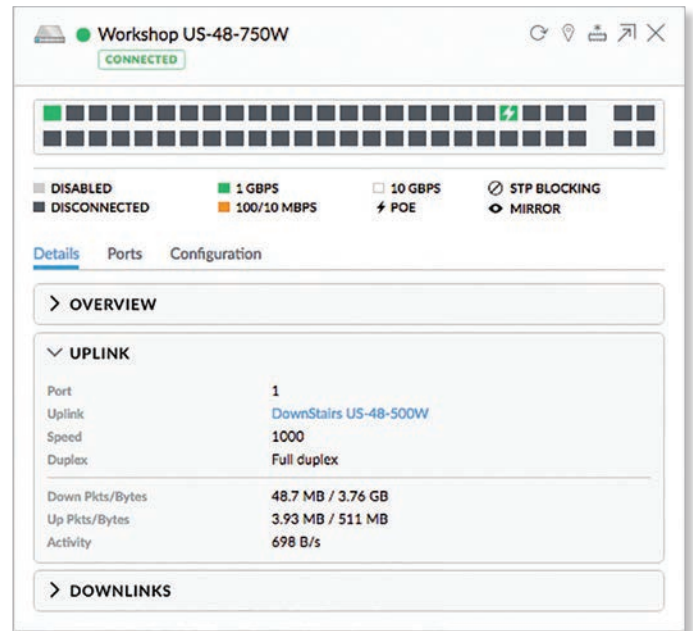 Workshop US-48-750W
CONNECTED
DISABLED 1 GBPS 10 GBPS STP BLOCKING
DISCONNECTED 100/10 MBPS POE MIRROR
Details Ports Configuration
OVERVIEW
UPLINK
Port 1
Uplink DownStairs US-48-500W
Speed 1000
Duplex Full duplex
Down Pkts/Bytes 48.7 MB / 3.76 GB
Up Pkts/Bytes 3.93 MB / 511 MB
Activity 698 B/s
DOWNLINKS